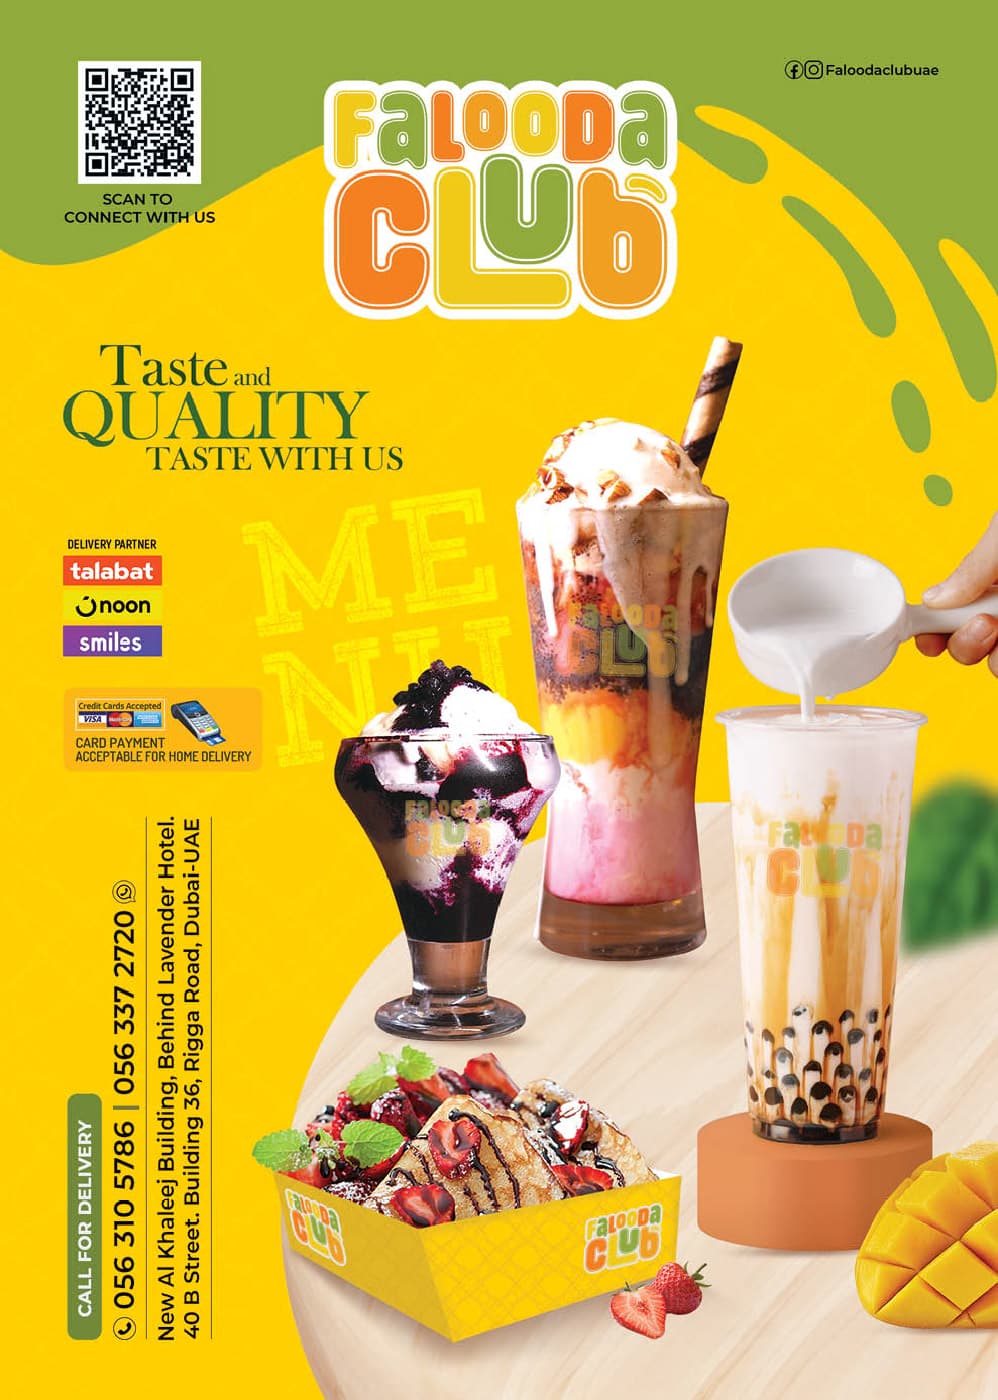 SCAN TO
CONNECT WITH US
Faloodaclubuae
FALOODA
CLUB
Taste and
QUALITY
TASTE WITH US
ME
NU
DELIVERY PARTNER
talabat
noon
smiles
Credit Cards Accepted
VISA MasterCard
CARD PAYMENT
ACCEPTABLE FOR HOME DELIVERY
CALL FOR DELIVERY
056 310 5786 | 056 337 2720
New Al Khaleej Building, Behind Lavender Hotel.
40 B Street. Building 36, Rigga Road, Dubai-UAE
FALOODA
CLUB
FALOODA
CLUB
FALOODA
CLUB
FALOODA
CLUB
FALOODA
CLUB